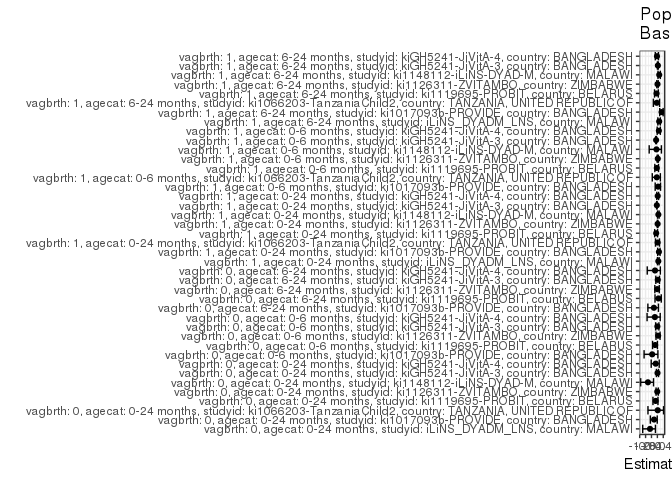 Pop
Bas
vagbrth: 1, agecat: 6-24 months, studyid: kiGH5241-JiVitA-4, country: BANGLADESH
vagbrth: 1, agecat: 6-24 months, studyid: kiGH5241-JiVitA-3, country: BANGLADESH
vagbrth: 1, agecat: 6-24 months, studyid: ki1148112-iLiNS-DYAD-M, country: MALAWI
vagbrth: 1, agecat: 6-24 months, studyid: ki1126311-ZVITAMBO, country: ZIMBABWE
vagbrth: 1, agecat: 6-24 months, studyid: ki1119695-PROBIT, country: BELARUS
vagbrth: 1, agecat: 6-24 months, studyid: ki1066203-TanzaniaChild2, country: TANZANIA, UNITED REPUBLIC OF
vagbrth: 1, agecat: 6-24 months, studyid: ki1017093b-PROVIDE, country: BANGLADESH
vagbrth: 1, agecat: 6-24 months, studyid: iLiNS_DYADM_LNS, country: MALAWI
vagbrth: 1, agecat: 0-6 months, studyid: kiGH5241-JiVitA-4, country: BANGLADESH
vagbrth: 1, agecat: 0-6 months, studyid: kiGH5241-JiVitA-3, country: BANGLADESH
vagbrth: 1, agecat: 0-6 months, studyid: ki1148112-iLiNS-DYAD-M, country: MALAWI
vagbrth: 1, agecat: 0-6 months, studyid: ki1126311-ZVITAMBO, country: ZIMBABWE
vagbrth: 1, agecat: 0-6 months, studyid: ki1119695-PROBIT, country: BELARUS
vagbrth: 1, agecat: 0-6 months, studyid: ki1066203-TanzaniaChild2, country: TANZANIA, UNITED REPUBLIC OF
vagbrth: 1, agecat: 0-6 months, studyid: ki1017093b-PROVIDE, country: BANGLADESH
vagbrth: 1, agecat: 0-24 months, studyid: kiGH5241-JiVitA-4, country: BANGLADESH
vagbrth: 1, agecat: 0-24 months, studyid: kiGH5241-JiVitA-3, country: BANGLADESH
vagbrth: 1, agecat: 0-24 months, studyid: ki1148112-iLiNS-DYAD-M, country: MALAWI
vagbrth: 1, agecat: 0-24 months, studyid: ki1126311-ZVITAMBO, country: ZIMBABWE
vagbrth: 1, agecat: 0-24 months, studyid: ki1119695-PROBIT, country: BELARUS
vagbrth: 1, agecat: 0-24 months, studyid: ki1066203-TanzaniaChild2, country: TANZANIA, UNITED REPUBLIC OF
vagbrth: 1, agecat: 0-24 months, studyid: ki1017093b-PROVIDE, country: BANGLADESH
vagbrth: 1, agecat: 0-24 months, studyid: iLiNS_DYADM_LNS, country: MALAWI
vagbrth: 0, agecat: 6-24 months, studyid: kiGH5241-JiVitA-4, country: BANGLADESH
vagbrth: 0, agecat: 6-24 months, studyid: kiGH5241-JiVitA-3, country: BANGLADESH
vagbrth: 0, agecat: 6-24 months, studyid: ki1126311-ZVITAMBO, country: ZIMBABWE
vagbrth: 0, agecat: 6-24 months, studyid: ki1119695-PROBIT, country: BELARUS
vagbrth: 0, agecat: 6-24 months, studyid: ki1017093b-PROVIDE, country: BANGLADESH
vagbrth: 0, agecat: 0-6 months, studyid: kiGH5241-JiVitA-4, country: BANGLADESH
vagbrth: 0, agecat: 0-6 months, studyid: kiGH5241-JiVitA-3, country: BANGLADESH
vagbrth: 0, agecat: 0-6 months, studyid: ki1126311-ZVITAMBO, country: ZIMBABWE
vagbrth: 0, agecat: 0-6 months, studyid: ki1119695-PROBIT, country: BELARUS
vagbrth: 0, agecat: 0-6 months, studyid: ki1017093b-PROVIDE, country: BANGLADESH
vagbrth: 0, agecat: 0-24 months, studyid: kiGH5241-JiVitA-4, country: BANGLADESH
vagbrth: 0, agecat: 0-24 months, studyid: kiGH5241-JiVitA-3, country: BANGLADESH
vagbrth: 0, agecat: 0-24 months, studyid: ki1148112-iLiNS-DYAD-M, country: MALAWI
vagbrth: 0, agecat: 0-24 months, studyid: ki1126311-ZVITAMBO, country: ZIMBABWE
vagbrth: 0, agecat: 0-24 months, studyid: ki1119695-PROBIT, country: BELARUS
vagbrth: 0, agecat: 0-24 months, studyid: ki1066203-TanzaniaChild2, country: TANZANIA, UNITED REPUBLIC OF
vagbrth: 0, agecat: 0-24 months, studyid: ki1017093b-PROVIDE, country: BANGLADESH
vagbrth: 0, agecat: 0-24 months, studyid: iLiNS_DYADM_LNS, country: MALAWI
Estimat